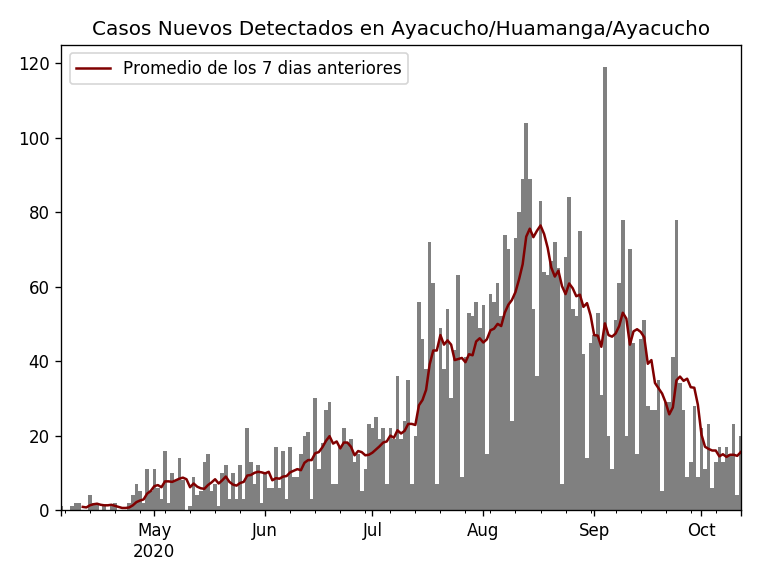 Casos Nuevos Detectados en Ayacucho/Huamanga/Ayacucho
Promedio de los 7 dias anteriores
120
100
80
60
40
20
0
May Jun Jul Aug Sep Oct
2020